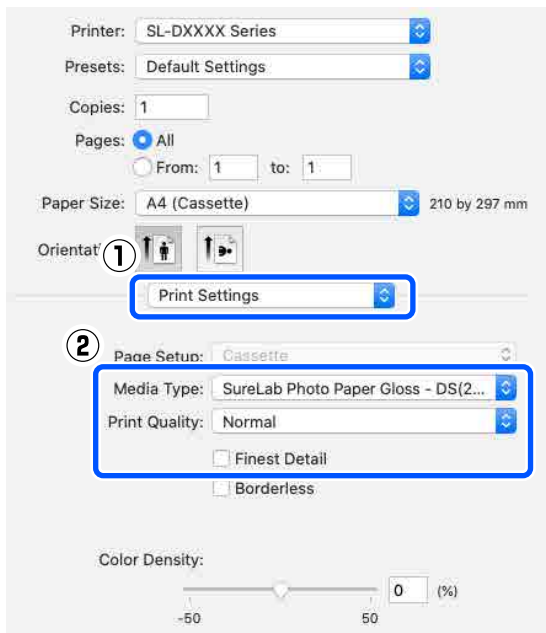 Printer: SL-DXXXX Series
Presets: Default Settings
Copies: 1
Pages: All
From: 1 to: 1
Paper Size: A4 (Cassette) 210 by 297 mm
Orientat
1
Print Settings
2
Page Setup: Cassette
Media Type: SureLab Photo Paper Gloss - DS(2...
Print Quality: Normal
Finest Detail
Borderless
Color Density:
0 (%)
-50 50